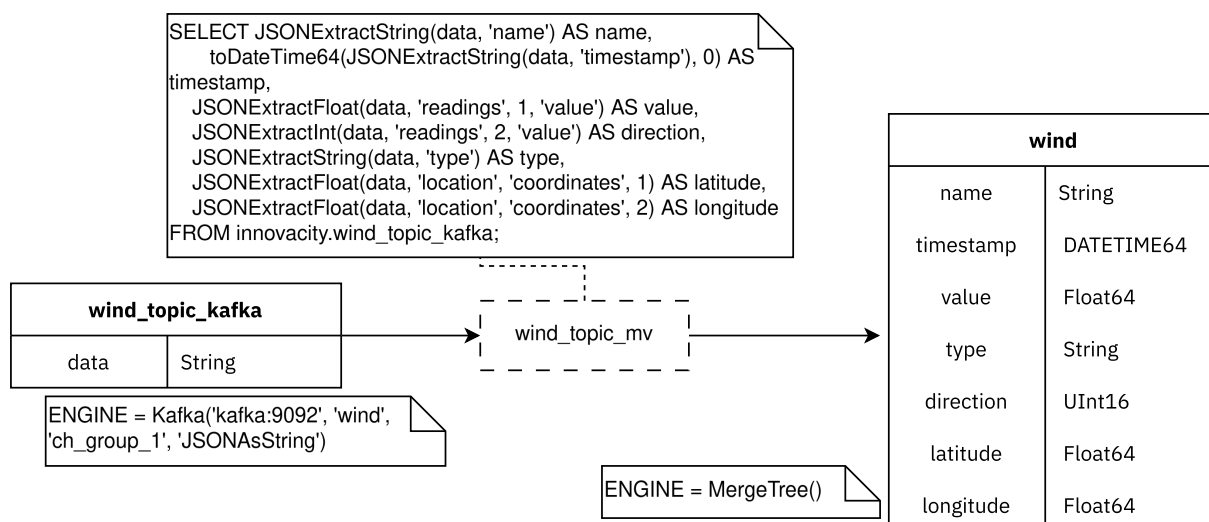 SELECT JSONExtractString(data, 'name') AS name,
toDateTime64(JSONExtractString(data, 'timestamp'), 0) AS
timestamp,
JSONExtractFloat(data, 'readings', 1, 'value') AS value,
JSONExtractInt(data, 'readings', 2, 'value') AS direction,
JSONExtractString(data, 'type') AS type,
JSONExtractFloat(data, 'location', 'coordinates', 1) AS latitude,
JSONExtractFloat(data, 'location', 'coordinates', 2) AS longitude
FROM innovacity.wind_topic_kafka;
wind_topic_kafka
data String
ENGINE = Kafka('kafka:9092', 'wind',
'ch_group_1', 'JSONAsString')
wind_topic_mv
wind
name String
timestamp DATETIME64
value Float64
type String
direction UInt16
latitude Float64
longitude Float64
ENGINE = MergeTree()